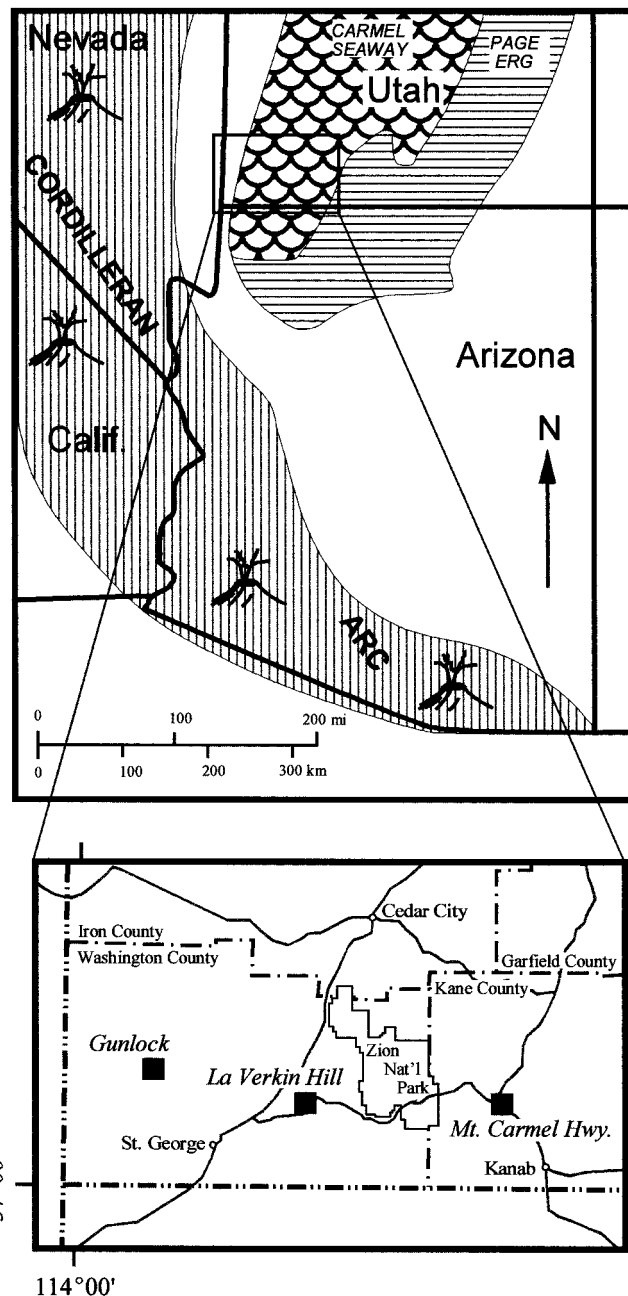 Nevada
CARMEL
SEAWAY
PAGE
ERG
Utah
CORDILLERAN
Arizona
Calif.
N
ARC
0 100 200 mi
0 100 200 300 km
Cedar City
Iron County
Washington County
Garfield County
Kane County
Gunlock
Zion
Nat'l
Park
La Verkin Hill
Mt. Carmel Hwy.
St. George
Kanab
114°00'